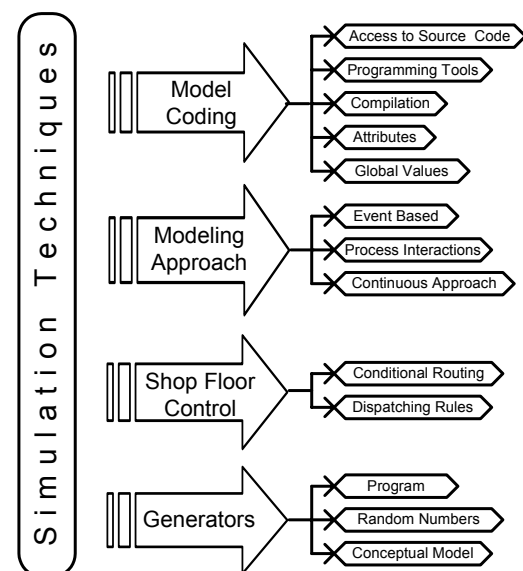 Simulation Techniques
Model
Coding
Access to Source Code
Programming Tools
Compilation
Attributes
Global Values
Modeling
Approach
Event Based
Process Interactions
Continuous Approach
Shop Floor
Control
Conditional Routing
Dispatching Rules
Generators
Program
Random Numbers
Conceptual Model